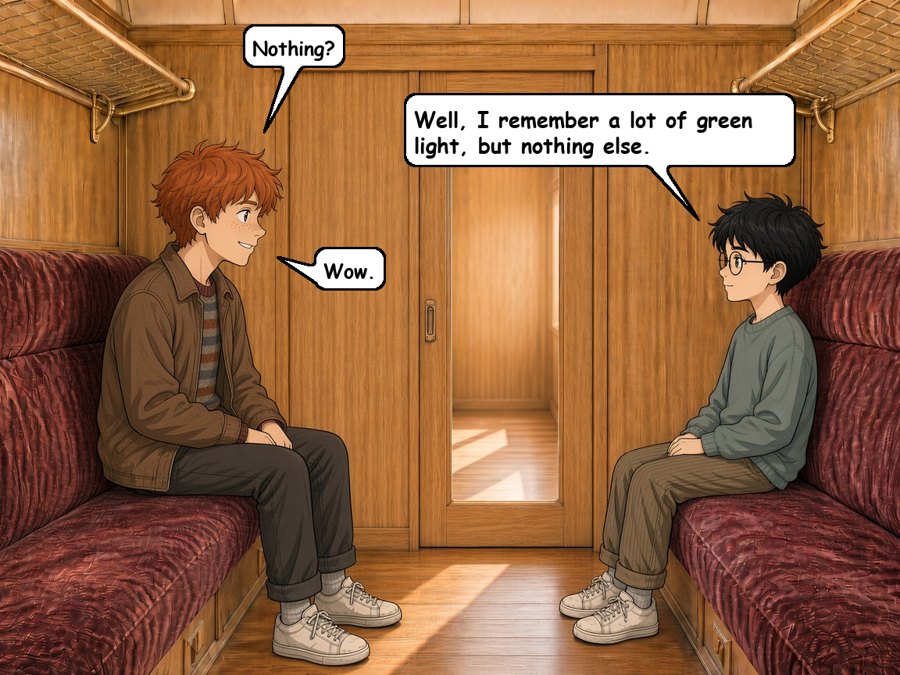 Nothing?
Well, I remember a lot of green
light, but nothing else.
Wow.